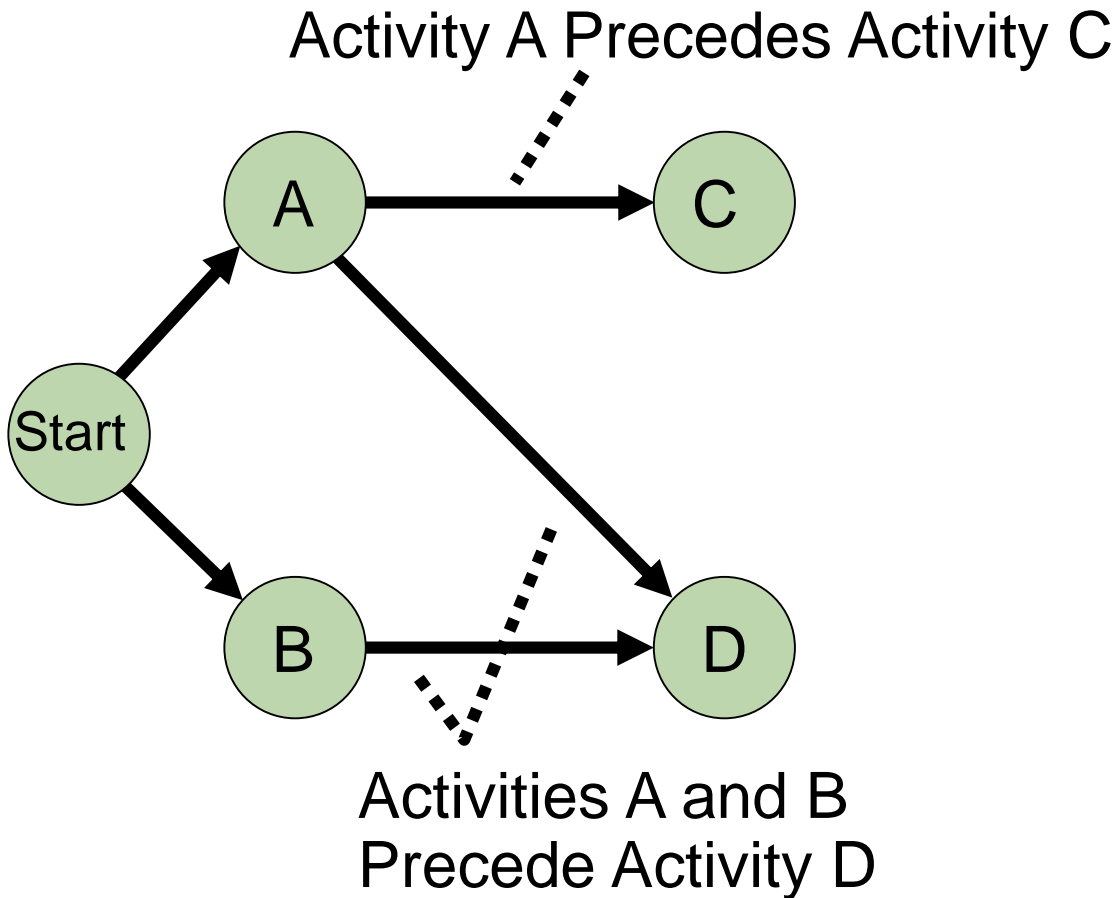 Activity A Precedes Activity C
A
C
Start
B
D
Activities A and B
Precede Activity D